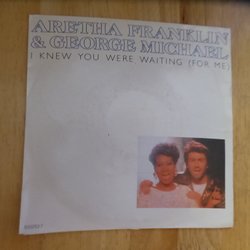 ARETHA FRANKLIN
& GEORGE MICHAEL
I KNEW YOU WERE WAITING (FOR ME)